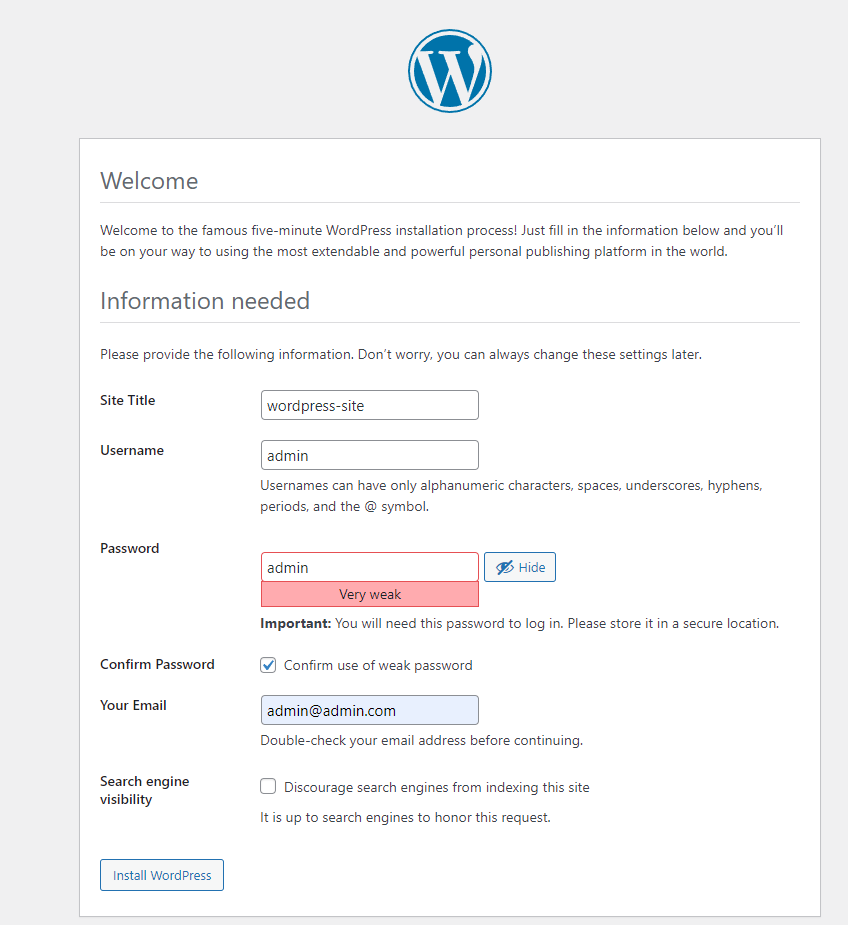 Welcome
Welcome to the famous five-minute WordPress installation process! Just fill in the information below and you’ll
be on your way to using the most extendable and powerful personal publishing platform in the world.
Information needed
Please provide the following information. Don’t worry, you can always change these settings later.
Site Title
wordpress-site
Username
admin
Usernames can have only alphanumeric characters, spaces, underscores, hyphens,
periods, and the @ symbol.
Password
admin
Hide
Very weak
Important: You will need this password to log in. Please store it in a secure location.
Confirm Password
Confirm use of weak password
Your Email
admin@admin.com
Double-check your email address before continuing.
Search engine
visibility
Discourage search engines from indexing this site
It is up to search engines to honor this request.
Install WordPress